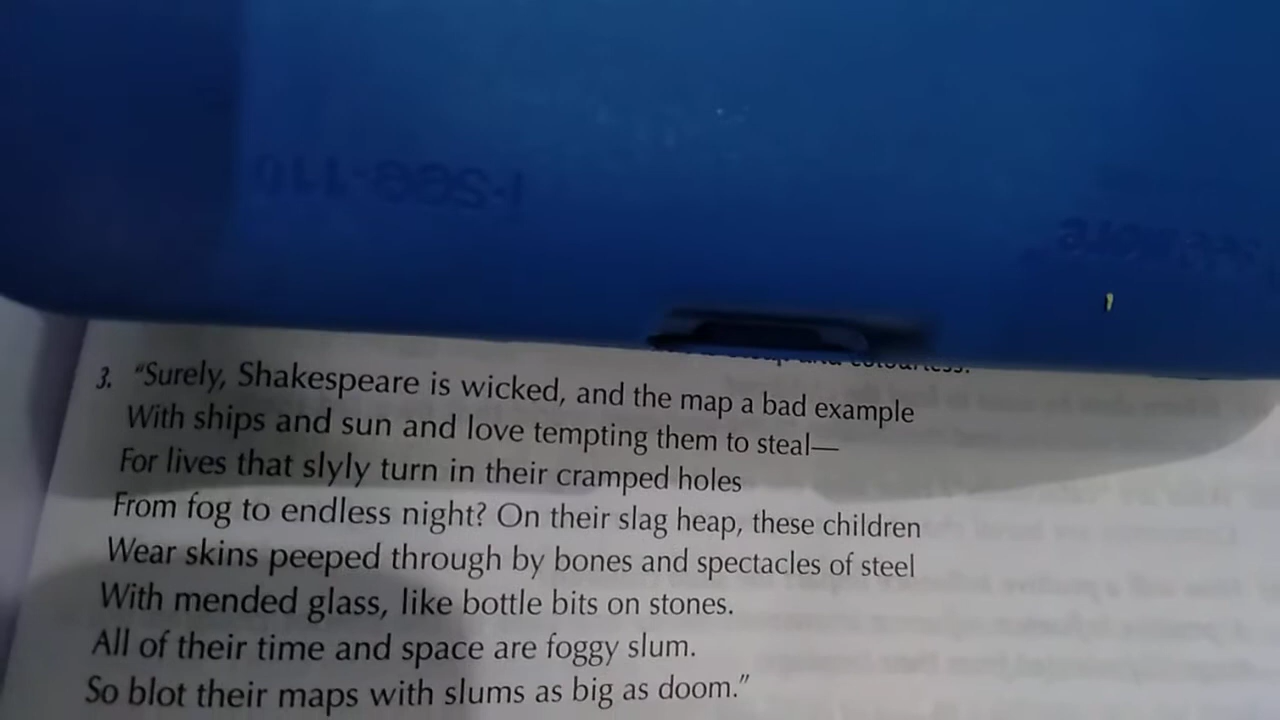 3. “Surely, Shakespeare is wicked, and the map a bad example
With ships and sun and love tempting them to steal—
For lives that slyly turn in their cramped holes
From fog to endless night? On their slag heap, these children
Wear skins peeped through by bones and spectacles of steel
With mended glass, like bottle bits on stones.
All of their time and space are foggy slum.
So blot their maps with slums as big as doom.”